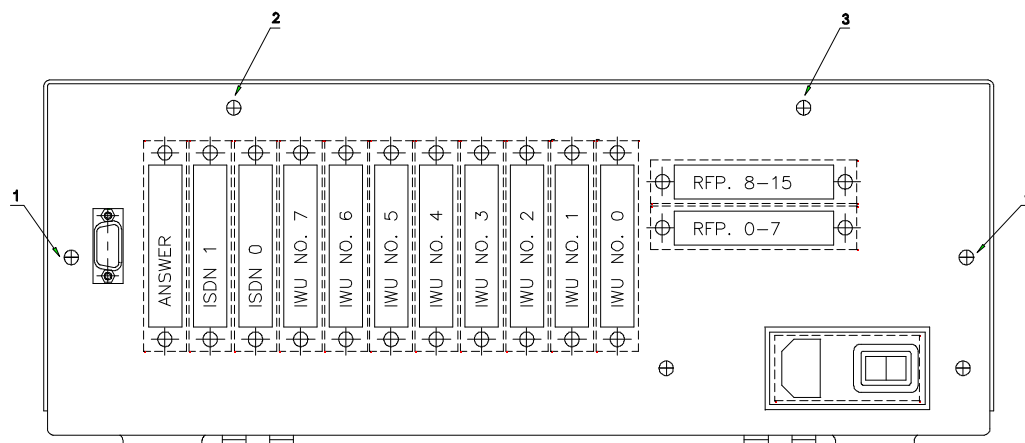 2
3
1
ANSWER
ISDN 1
ISDN 0
IWU NO. 7
IWU NO. 6
IWU NO. 5
IWU NO. 4
IWU NO. 3
IWU NO. 2
IWU NO. 1
IWU NO. 0
RFP. 8-15
RFP. 0-7